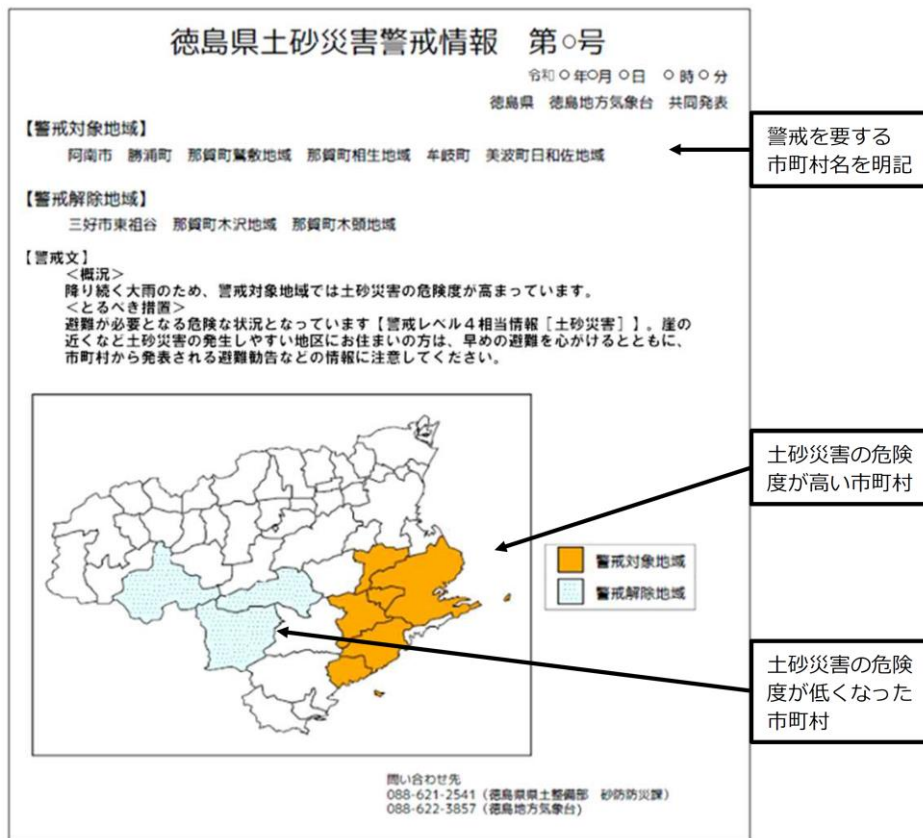 徳島県土砂災害警戒情報　第○号
令和○年○月○日　○時○分
徳島県　徳島地方気象台　共同発表
【警戒対象地域】
阿南市　勝浦町　那賀町鷲敷地域　那賀町相生地域　牟岐町　美波町日和佐地域
【警戒解除地域】
三好市東祖谷　那賀町木沢地域　那賀町木頭地域
【警戒文】
＜概況＞
降り続く大雨のため、警戒対象地域では土砂災害の危険度が高まっています。
＜とるべき措置＞
避難が必要となる危険な状況となっています【警戒レベル４相当情報［土砂災害］】。崖の
近くなど土砂災害の発生しやすい地区にお住まいの方は、早めの避難を心がけるとともに、
市町村から発表される避難勧告などの情報に注意してください。
警戒対象地域
警戒解除地域
問い合わせ先
088-621-2541（徳島県県土整備部　砂防防災課）
088-622-3857（徳島地方気象台）
警戒を要する
市町村名を明記
土砂災害の危険
度が高い市町村
土砂災害の危険
度が低くなった
市町村